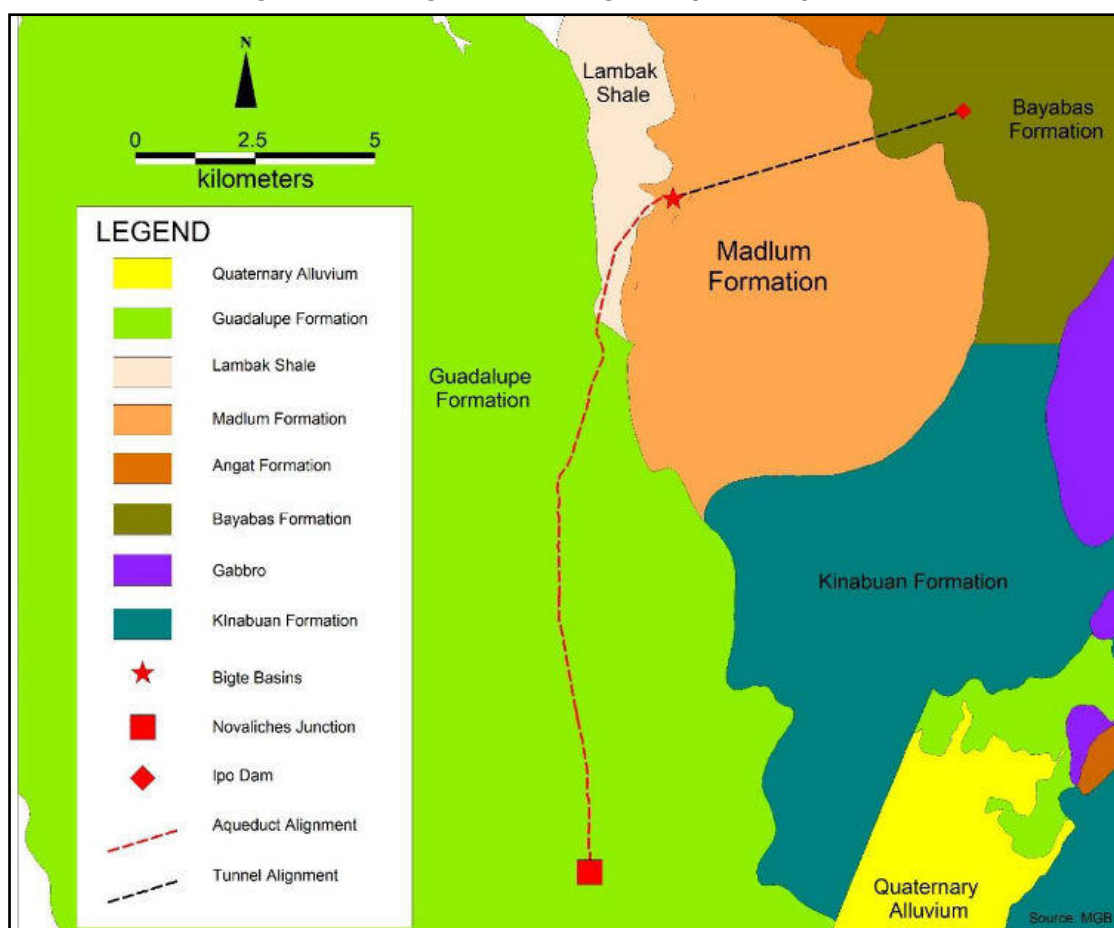 N
0 2.5 5
kilometers
LEGEND
Quaternary Alluvium
Guadalupe Formation
Lambak Shale
Madlum Formation
Angat Formation
Bayabas Formation
Gabbro
KInabuan Formation
Bigte Basins
Novaliches Junction
Ipo Dam
Aqueduct Alignment
Tunnel Alignment
Lambak
Shale
Bayabas
Formation
Madlum
Formation
Guadalupe
Formation
Kinabuan Formation
Quaternary
Alluvium
Source: MGB